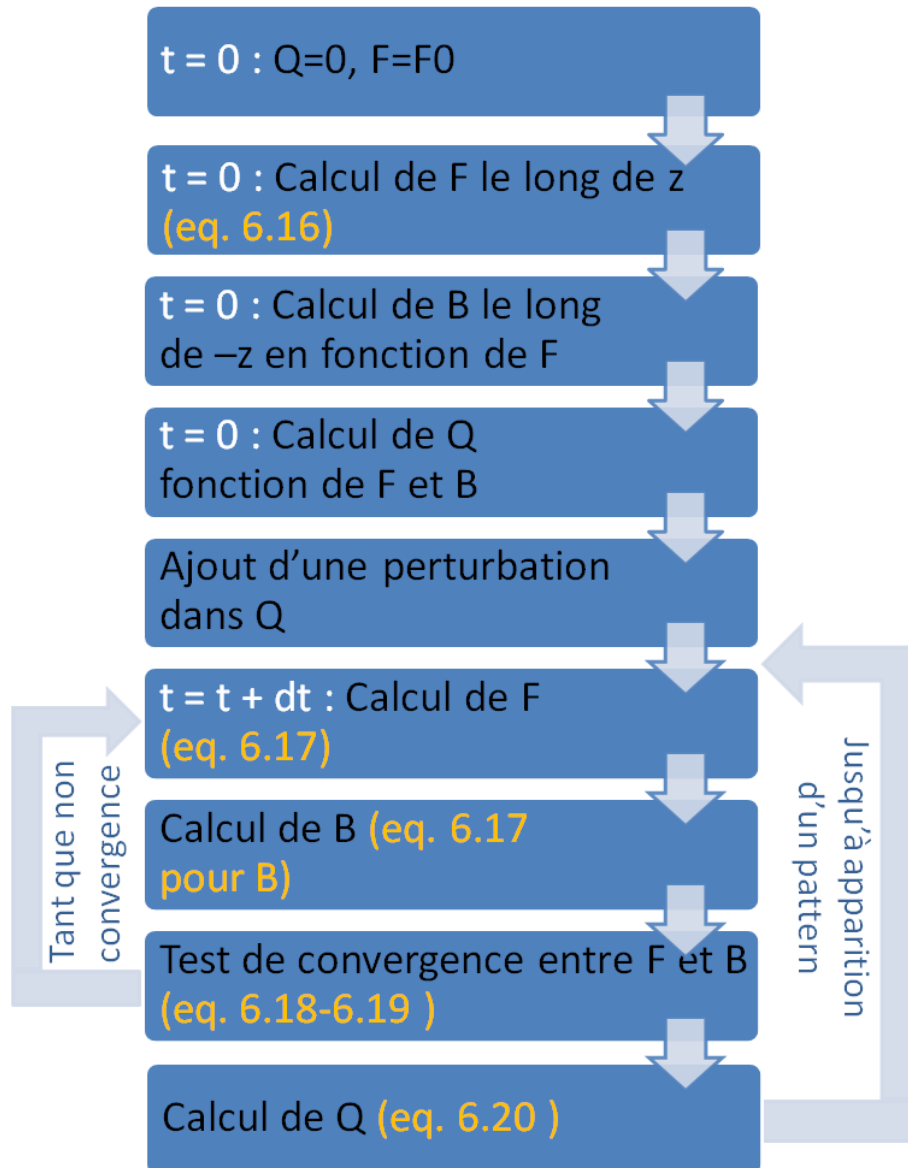 t = 0 : Q=0, F=F0
t = 0 : Calcul de F le long de z
(eq. 6.16)
t = 0 : Calcul de B le long
de –z en fonction de F
t = 0 : Calcul de Q
fonction de F et B
Ajout d’une perturbation
dans Q
t = t + dt : Calcul de F
(eq. 6.17)
Calcul de B (eq. 6.17
pour B)
Test de convergence entre F et B
(eq. 6.18-6.19 )
Calcul de Q (eq. 6.20 )
Tant que non
convergence
Jusqu’à apparition
d’un pattern